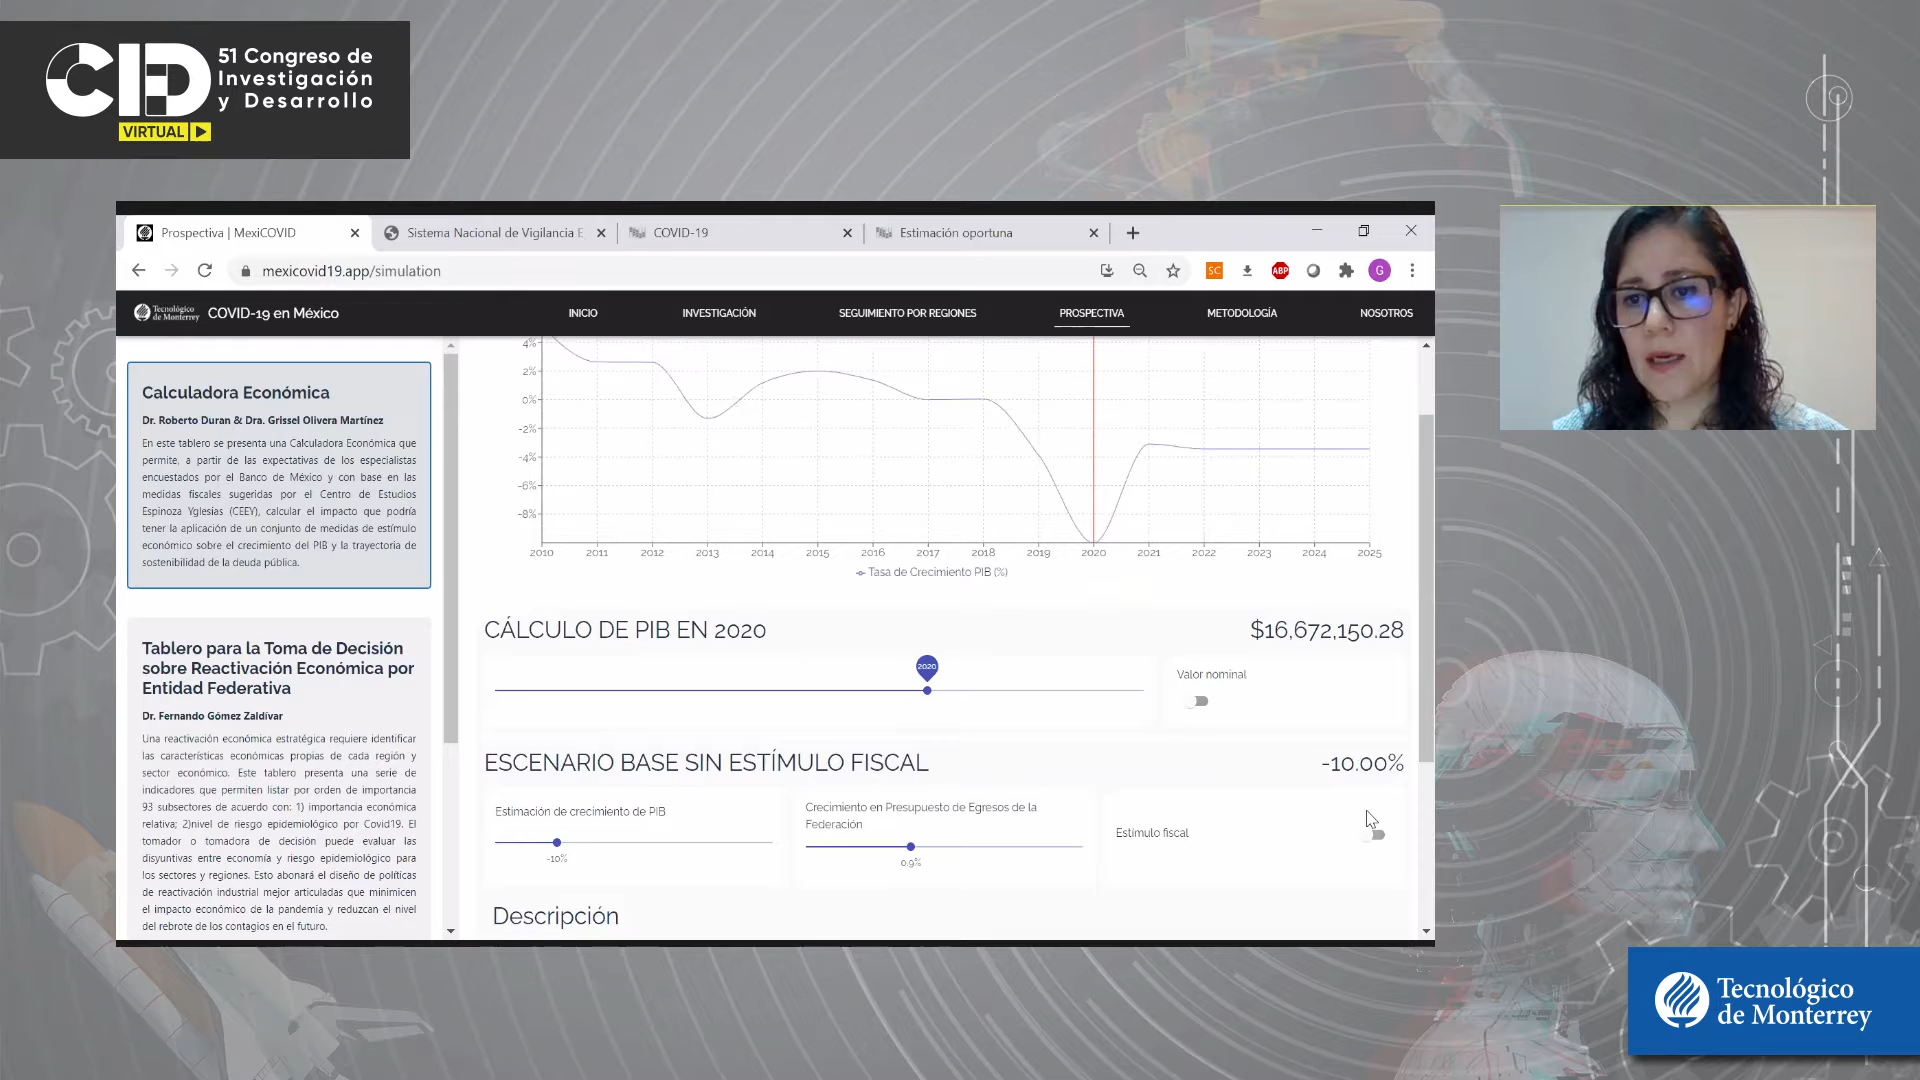 CID
VIRTUAL
51 Congreso de
Investigación
y Desarrollo
Prospectiva | MexiCOVID
Sistema Nacional de Vigilancia E
COVID-19
Estimación oportuna
mexicovid19.app/simulation
SC
ABP
G
Tecnológico
de Monterrey
COVID-19 en México
INICIO
INVESTIGACIÓN
SEGUIMIENTO POR REGIONES
PROSPECTIVA
METODOLOGÍA
NOSOTROS
Calculadora Económica
Dr. Roberto Duran & Dra. Grissel Olivera Martínez
En este tablero se presenta una Calculadora Económica que
permite, a partir de las expectativas de los especialistas
encuestados por el Banco de México y con base en las
medidas fiscales sugeridas por el Centro de Estudios
Espinoza Yglesias (CEEY), calcular el impacto que podría
tener la aplicación de un conjunto de medidas de estímulo
económico sobre el crecimiento del PIB y la trayectoria de
sostenibilidad de la deuda pública.
Tablero para la Toma de Decisión
sobre Reactivación Económica por
Entidad Federativa
Dr. Fernando Gómez Zaldívar
Una reactivación económica estratégica requiere identificar
las características económicas propias de cada región y
sector económico. Este tablero presenta una serie de
indicadores que permiten listar por orden de importancia
93 subsectores de acuerdo con: 1) importancia económica
relativa; 2)nivel de riesgo epidemiológico por Covid19. El
tomador o tomadora de decisión puede evaluar las
disyuntivas entre economía y riesgo epidemiológico para
los sectores y regiones. Esto abonará el diseño de políticas
de reactivación industrial mejor articuladas que minimicen
el impacto económico de la pandemia y reduzcan el nivel
del rebrote de los contagios en el futuro.
4%
2%
0%
-2%
-4%
-6%
-8%
2010 2011 2012 2013 2014 2015 2016 2017 2018 2019 2020 2021 2022 2023 2024 2025
Tasa de Crecimiento PIB (%)
CÁLCULO DE PIB EN 2020
$16,672,150.28
2020
Valor nominal
ESCENARIO BASE SIN ESTÍMULO FISCAL
-10.00%
Estimación de crecimiento de PIB
-10%
Crecimiento en Presupuesto de Egresos de la
Federación
0.9%
Estímulo fiscal
Descripción
Tecnológico
de Monterrey